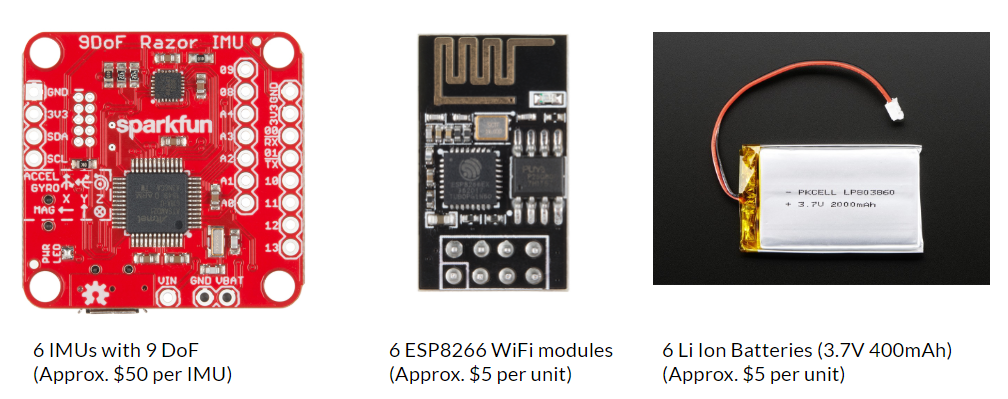 9DoF Razor IMU
GND
3V3
SDA
SCL
ACCEL
GYRO
X
Y
Z
MAG
PWR
LED
sparkfun
09
08
A4
A3
A2
A1
A0
GND
3V3
RX
TX
10
11
12
13
VIN
GND VBAT
- PKCELL LP803860
+ 3.7V 2000mAh
6 IMUs with 9 DoF
(Approx. $50 per IMU)
6 ESP8266 WiFi modules
(Approx. $5 per unit)
6 Li Ion Batteries (3.7V 400mAh)
(Approx. $5 per unit)